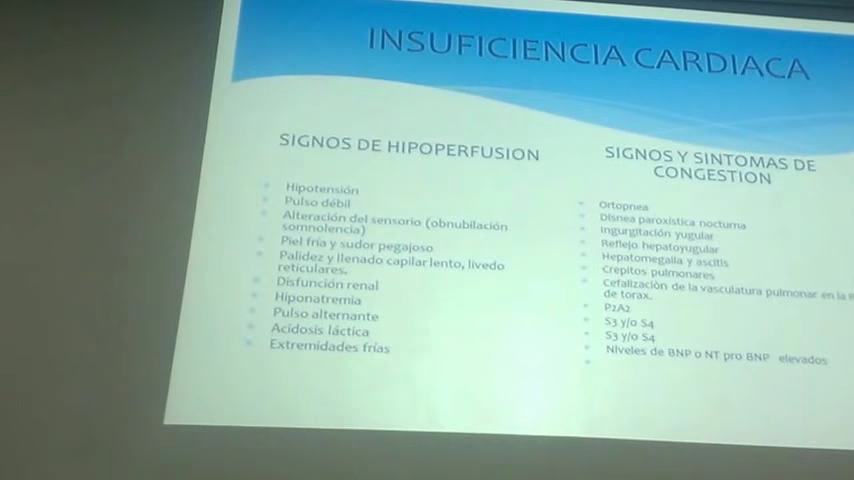 INSUFICIENCIA CARDIACA
SIGNOS DE HIPOPERFUSION
Hipotensión
Pulso débil
Alteración del sensorio (obnubilación
somnolencia)
Piel fría y sudor pegajoso
Palidez y llenado capilar lento, livedo
reticulares.
Disfunción renal
Hiponatremia
Pulso alternante
Acidosis láctica
Extremidades frías
SIGNOS Y SINTOMAS DE
CONGESTION
Ortopnea
Disnea paroxística nocturna
Ingurgitación yugular
Reflejo hepatoyugular
Hepatomegalia y ascitis
Crepitos pulmonares
Cefalizaciòn de la vasculatura pulmonar en la
de torax.
P2A2
S3 y/o S4
S3 y/o S4
Niveles de BNP o NT pro BNP elevados